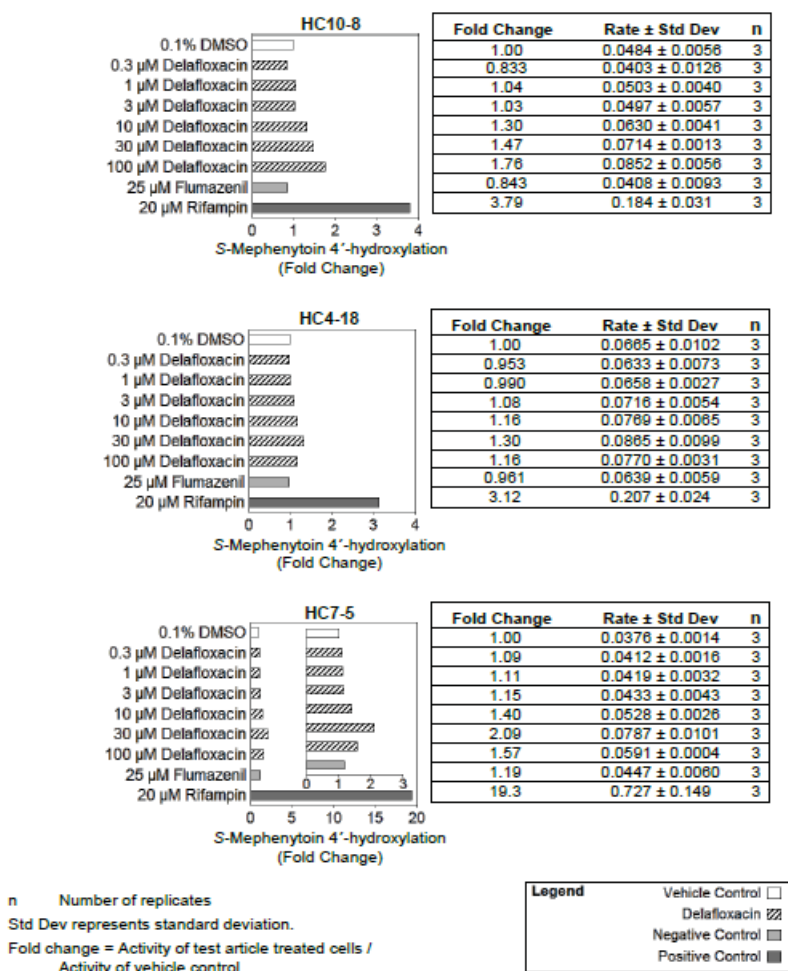 HC10-8
0.1% DMSO
0.3 µM Delafloxacin
1 µM Delafloxacin
3 µM Delafloxacin
10 µM Delafloxacin
30 µM Delafloxacin
100 µM Delafloxacin
25 µM Flumazenil
20 µM Rifampin
0 1 2 3 4
S-Mephenytoin 4´-hydroxylation
(Fold Change)
Fold Change Rate ± Std Dev n
1.00 0.0484 ± 0.0056 3
0.833 0.0403 ± 0.0126 3
1.04 0.0503 ± 0.0040 3
1.03 0.0497 ± 0.0057 3
1.30 0.0630 ± 0.0041 3
1.47 0.0714 ± 0.0013 3
1.76 0.0852 ± 0.0056 3
0.843 0.0408 ± 0.0093 3
3.79 0.184 ± 0.031 3
HC4-18
0.1% DMSO
0.3 µM Delafloxacin
1 µM Delafloxacin
3 µM Delafloxacin
10 µM Delafloxacin
30 µM Delafloxacin
100 µM Delafloxacin
25 µM Flumazenil
20 µM Rifampin
0 1 2 3 4
S-Mephenytoin 4´-hydroxylation
(Fold Change)
Fold Change Rate ± Std Dev n
1.00 0.0665 ± 0.0102 3
0.953 0.0633 ± 0.0073 3
0.990 0.0658 ± 0.0027 3
1.08 0.0716 ± 0.0054 3
1.16 0.0769 ± 0.0065 3
1.30 0.0865 ± 0.0099 3
1.16 0.0770 ± 0.0031 3
0.961 0.0639 ± 0.0059 3
3.12 0.207 ± 0.024 3
HC7-5
0.1% DMSO
0.3 µM Delafloxacin
1 µM Delafloxacin
3 µM Delafloxacin
10 µM Delafloxacin
30 µM Delafloxacin
100 µM Delafloxacin
25 µM Flumazenil
20 µM Rifampin
0 1 2 3
0 5 10 15 20
S-Mephenytoin 4´-hydroxylation
(Fold Change)
Fold Change Rate ± Std Dev n
1.00 0.0376 ± 0.0014 3
1.09 0.0412 ± 0.0016 3
1.11 0.0419 ± 0.0032 3
1.15 0.0433 ± 0.0043 3
1.40 0.0528 ± 0.0026 3
2.09 0.0787 ± 0.0101 3
1.57 0.0591 ± 0.0004 3
1.19 0.0447 ± 0.0060 3
19.3 0.727 ± 0.149 3
n Number of replicates
Std Dev represents standard deviation.
Fold change = Activity of test article treated cells /
Activity of vehicle control
Legend
Vehicle Control
Delafloxacin
Negative Control
Positive Control